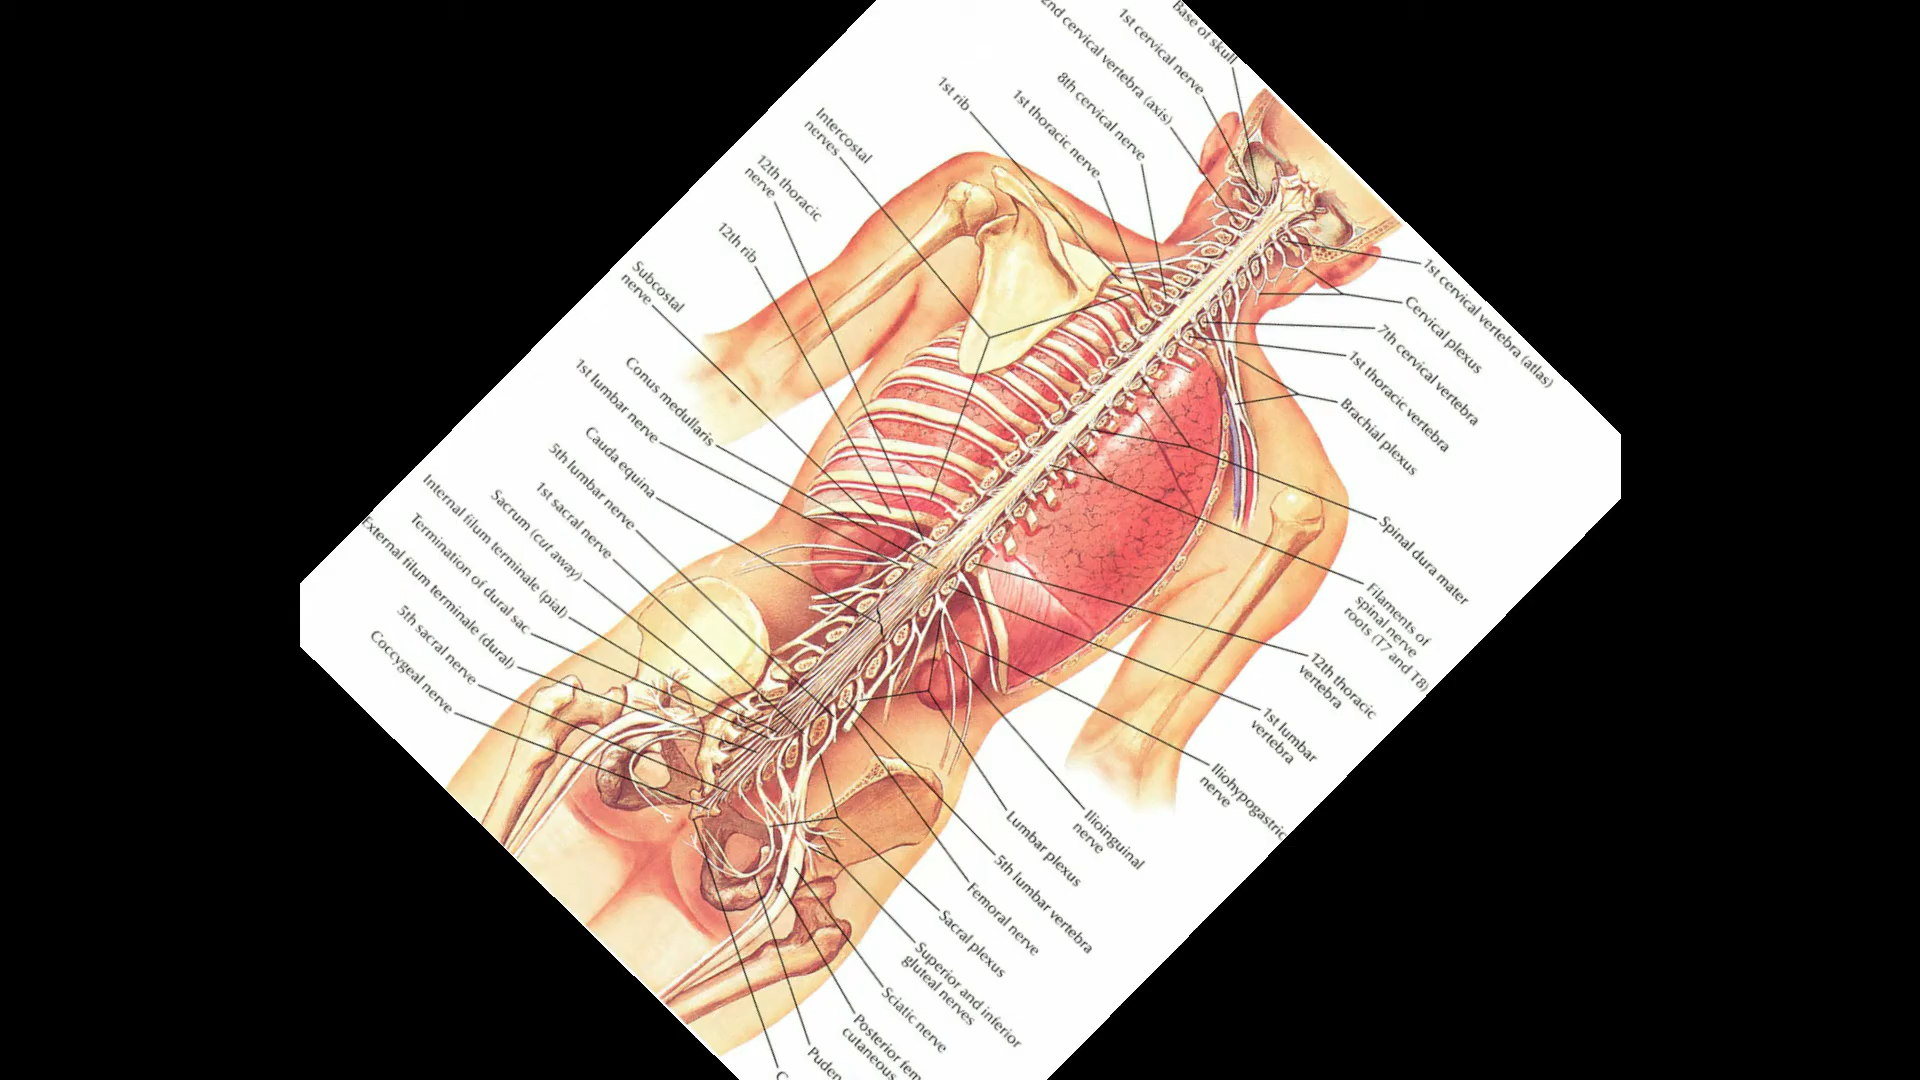 Base of skull
1st cervical nerve
2nd cervical vertebra (axis)
8th cervical nerve
1st thoracic nerve
1st rib
Intercostal
nerves
12th thoracic
nerve
12th rib
Subcostal
nerve
Conus medullaris
1st lumbar nerve
Cauda equina
5th lumbar nerve
1st sacral nerve
Sacrum (cut away)
Internal filum terminale (pial)
Termination of dural sac
External filum terminale (dural)
5th sacral nerve
Coccygeal nerve
1st cervical vertebra (atlas)
Cervical plexus
7th cervical vertebra
1st thoracic vertebra
Brachial plexus
Spinal dura mater
Filaments of
spinal nerve
roots (T7 and T8)
12th thoracic
vertebra
1st lumbar
vertebra
Iliohypogastric
nerve
Ilioinguinal
nerve
Lumbar plexus
5th lumbar vertebra
Femoral nerve
Sacral plexus
Superior and inferior
gluteal nerves
Sciatic nerve
Posterior fem
cutaneous
Puden
C